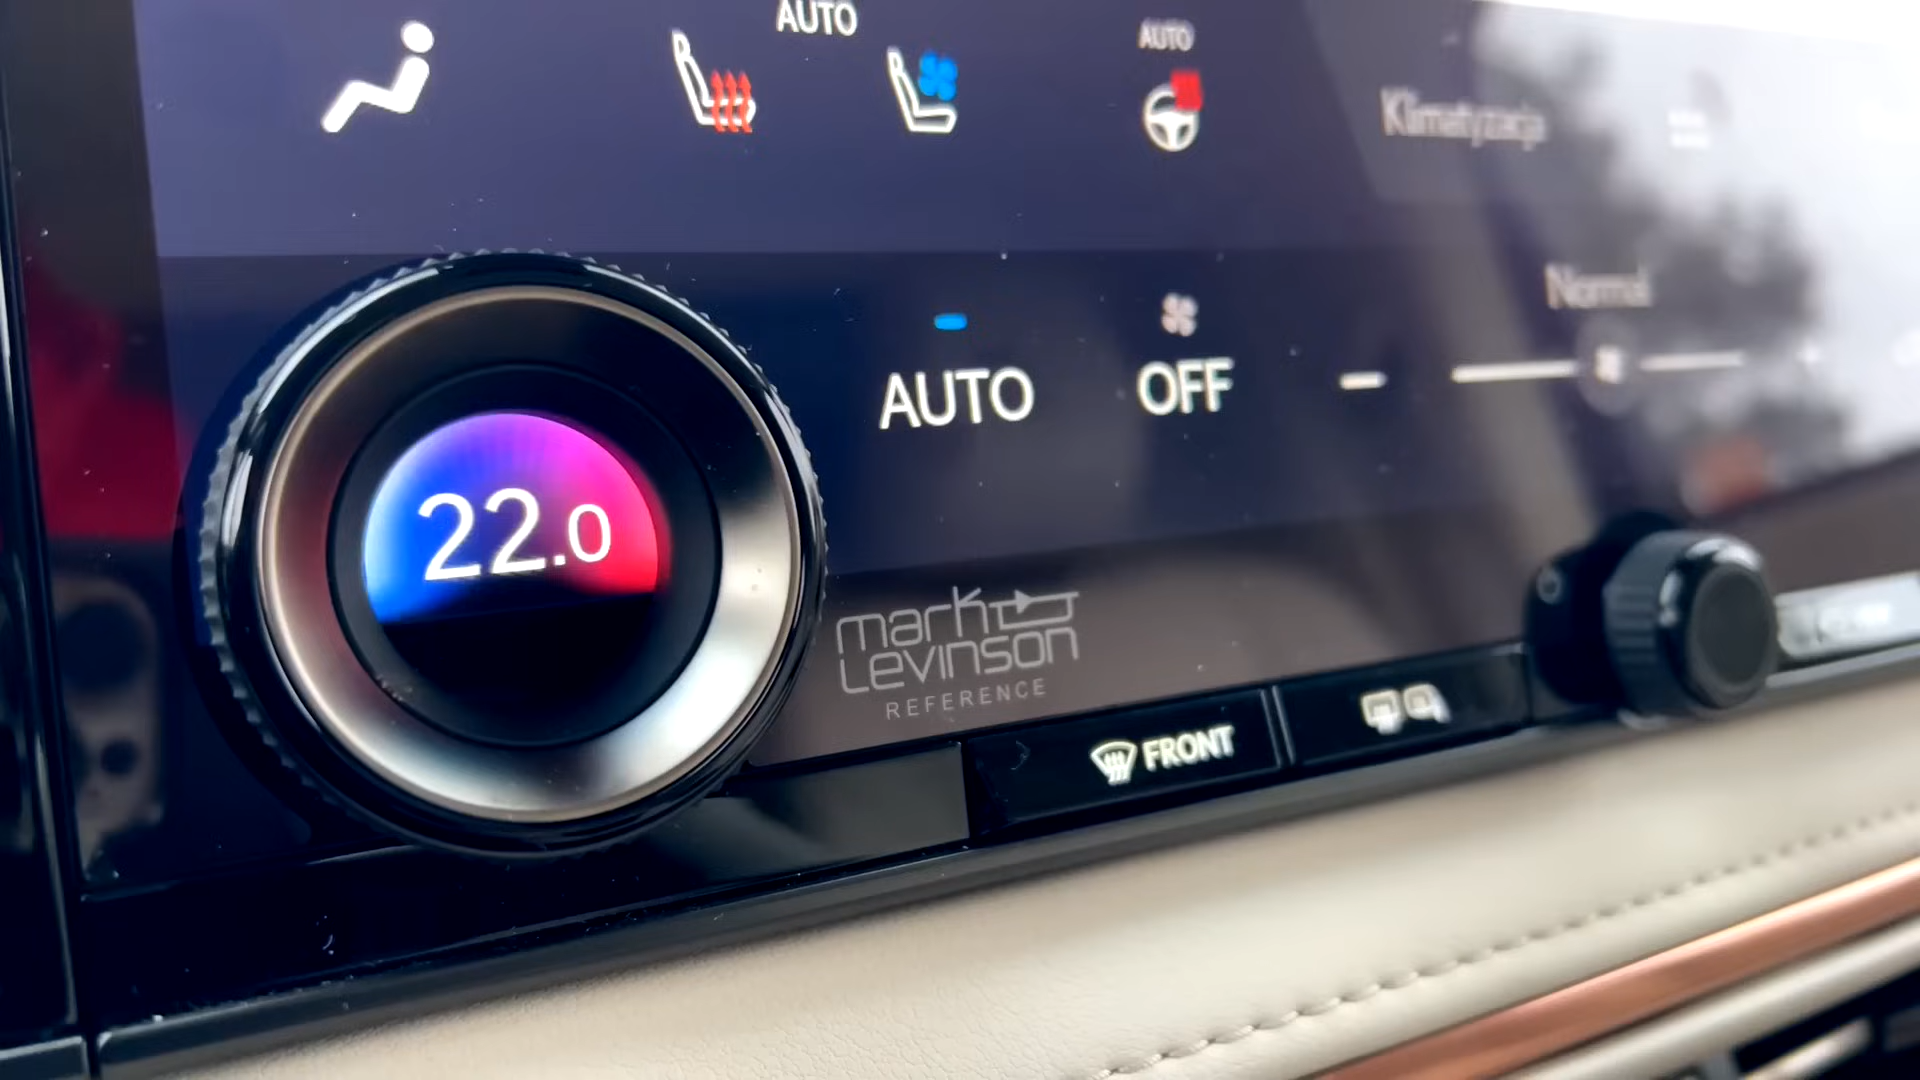 AUTO
AUTO
Klimatyzacja
Normal
AUTO
OFF
22.0
mark
Levinson
REFERENCE
FRONT